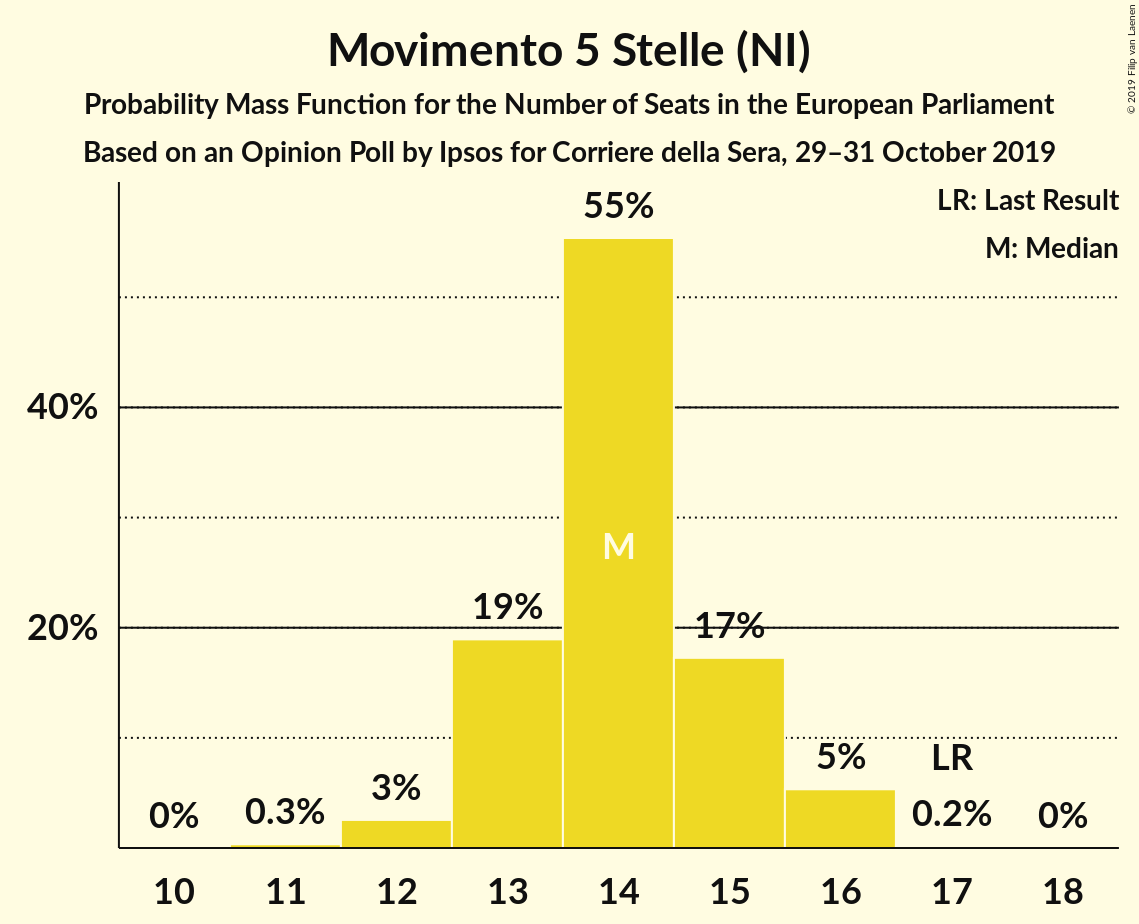 Movimento 5 Stelle (NI)
Probability Mass Function for the Number of Seats in the European Parliament
Based on an Opinion Poll by Ipsos for Corriere della Sera, 29–31 October 2019
© 2019 Filip van Laenen
LR: Last Result
M: Median
55%
40%
M
19%
17%
20%
5%
LR
3%
0%
0.3%
0.2%
0%
10 11 12 13 14 15 16 17 18